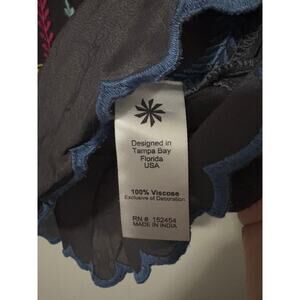 Designed in
Tampa Bay
Florida
USA
100% Viscose
Exclusive of Decoration
RN # 152454
MADE IN INDIA